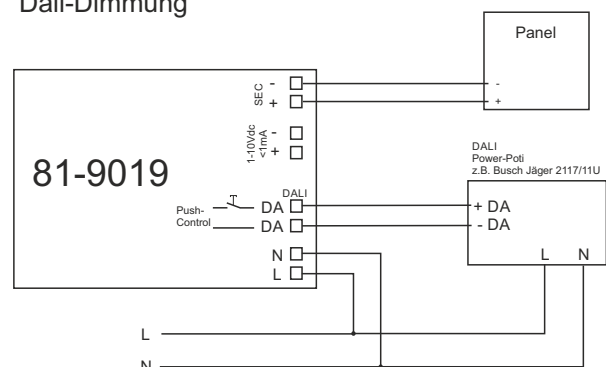 Dali-Dimmung
Panel
-
+
SEC
-
+
1-10Vdc
<1mA
-
+
81-9019
DALI
Power-Poti
z.B. Busch Jäger 2117/11U
DALI
Push-
Control
DA
DA
+ DA
- DA
N
L
L N
L
N